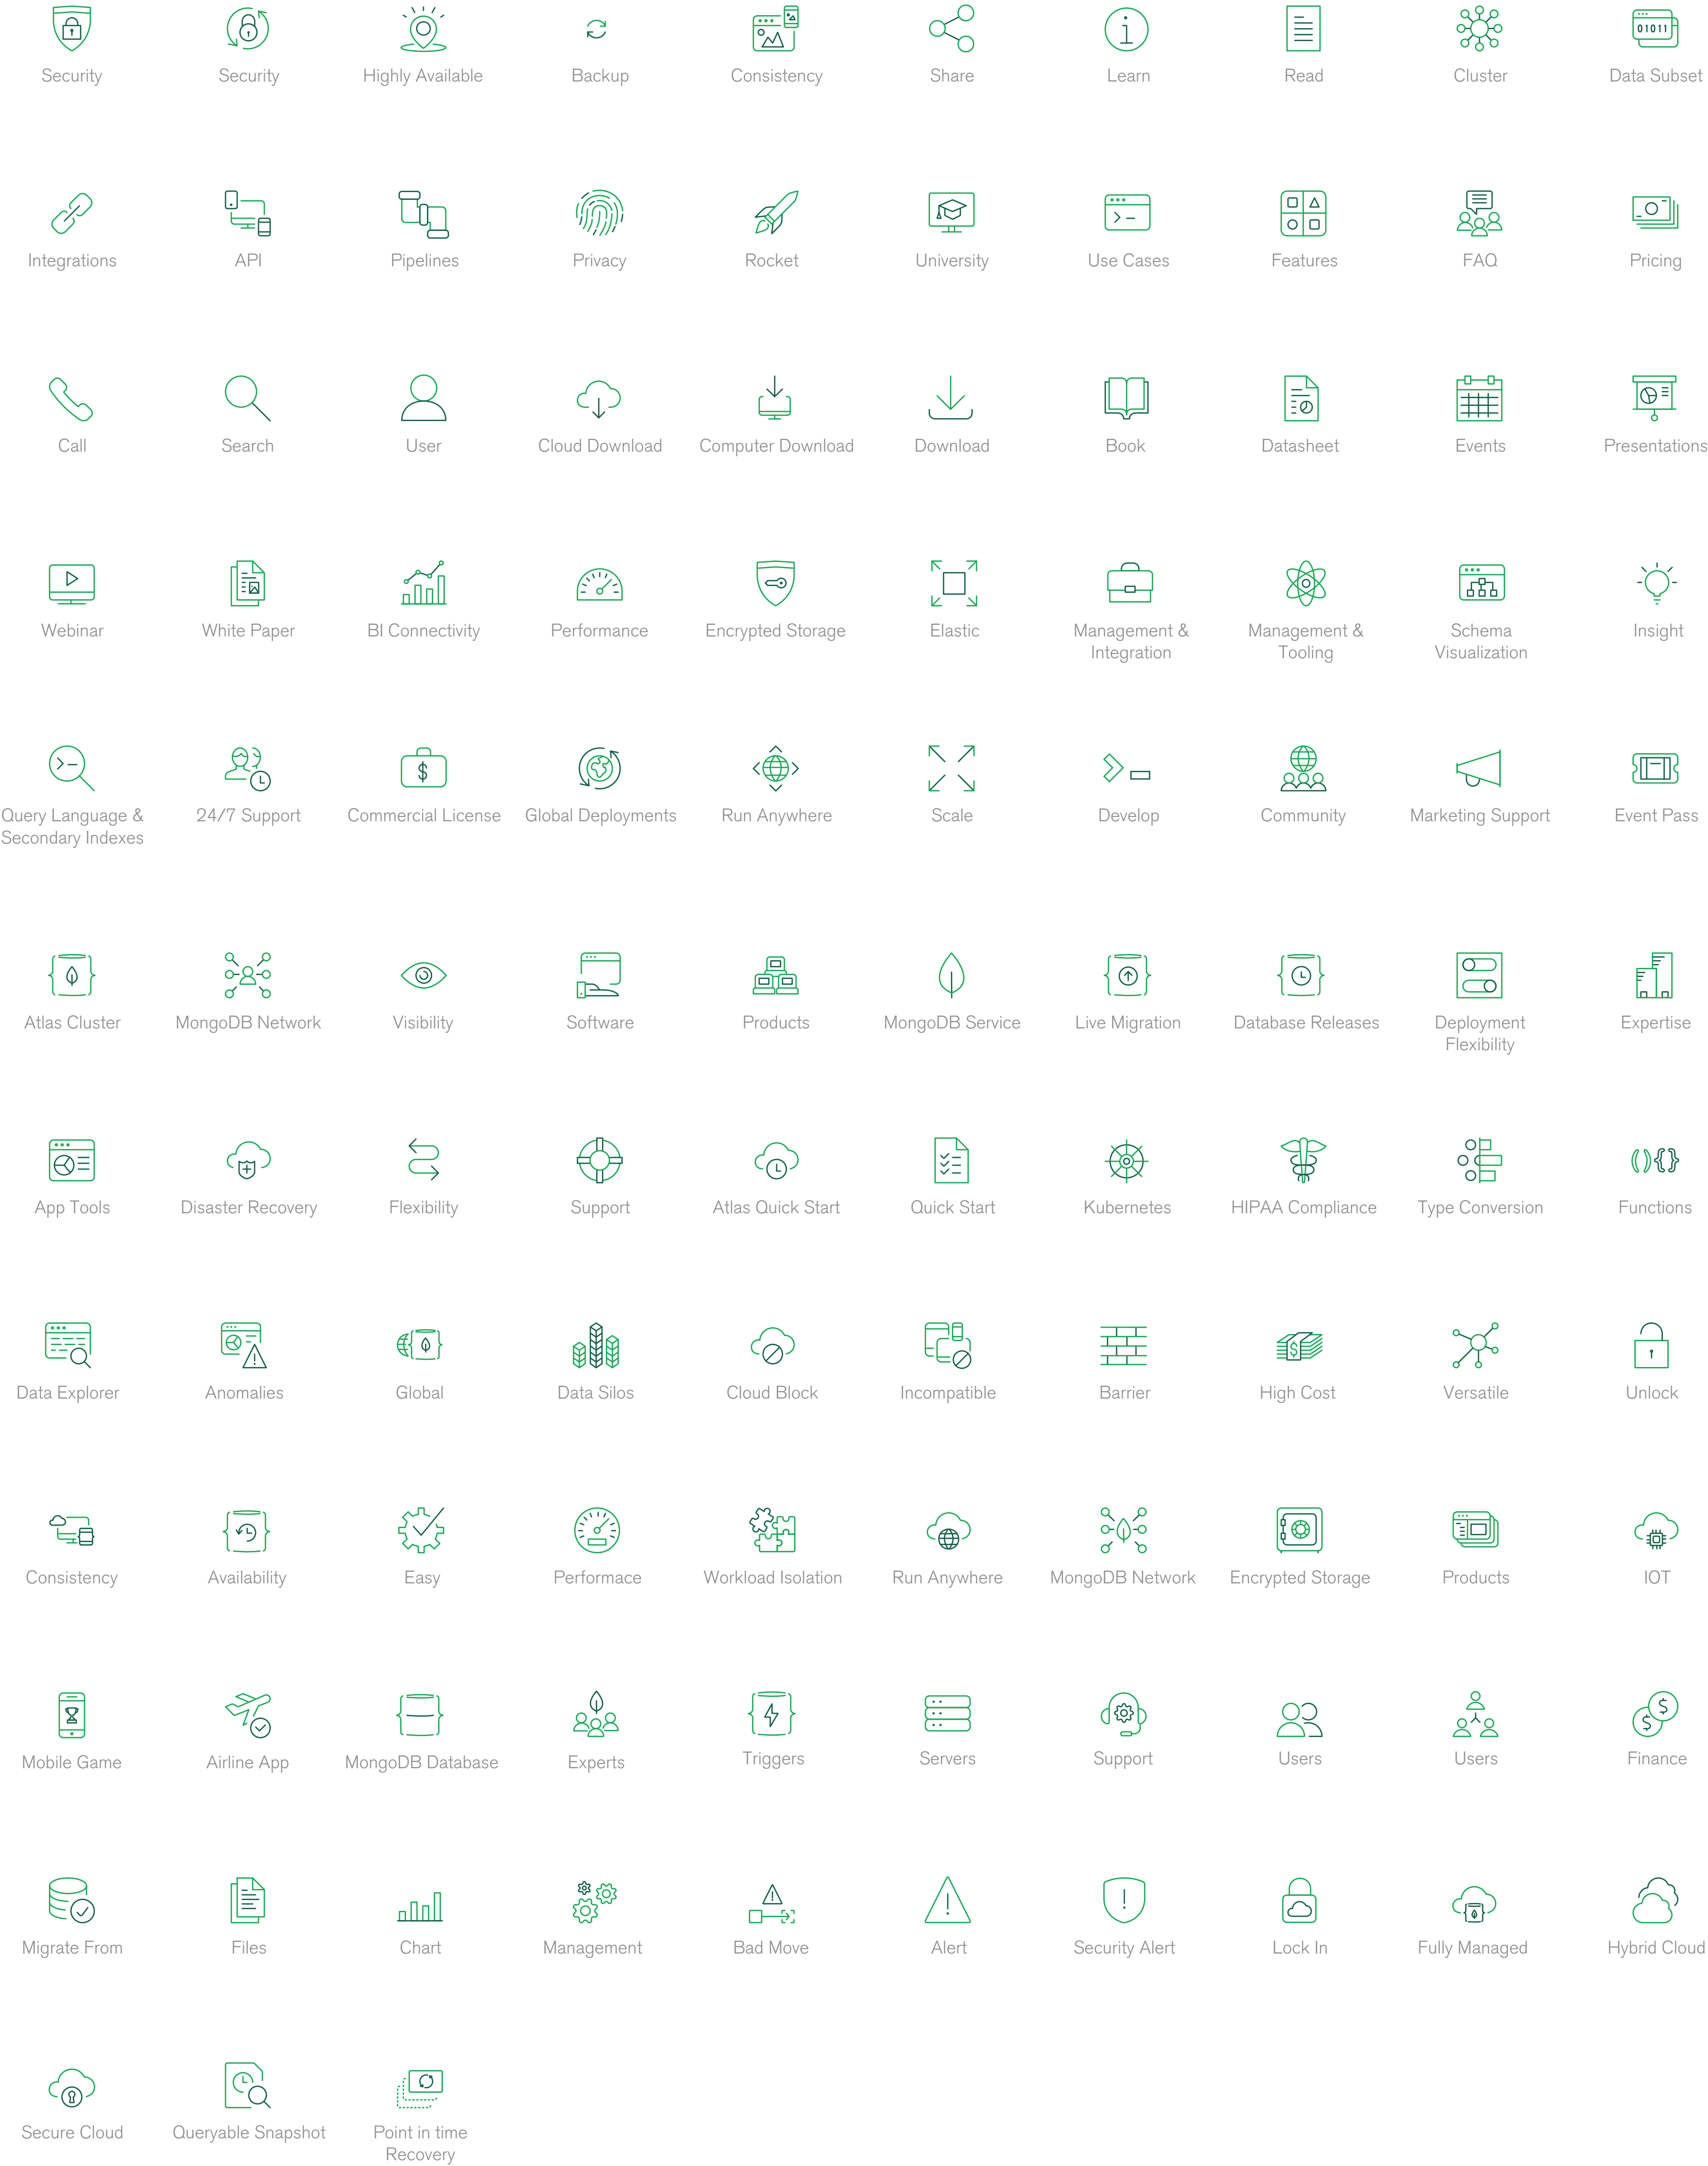 01011
Security
Security
Highly Available
Backup
Consistency
Share
Learn
Read
Cluster
Data Subset
Integrations
API
Pipelines
Privacy
Rocket
University
Use Cases
Features
FAQ
Pricing
Call
Search
User
Cloud Download
Computer Download
Download
Book
Datasheet
Events
Presentations
Webinar
White Paper
BI Connectivity
Performance
Encrypted Storage
Elastic
Management &
Integration
Management &
Tooling
Schema
Visualization
Insight
$
Query Language &
Secondary Indexes
24/7 Support
Commercial License
Global Deployments
Run Anywhere
Scale
Develop
Community
Marketing Support
Event Pass
Atlas Cluster
MongoDB Network
Visibility
Software
Products
MongoDB Service
Live Migration
Database Releases
Deployment
Flexibility
Expertise
(){}
App Tools
Disaster Recovery
Flexibility
Support
Atlas Quick Start
Quick Start
Kubernetes
HIPAA Compliance
Type Conversion
Functions
$
Data Explorer
Anomalies
Global
Data Silos
Cloud Block
Incompatible
Barrier
High Cost
Versatile
Unlock
Consistency
Availability
Easy
Performace
Workload Isolation
Run Anywhere
MongoDB Network
Encrypted Storage
Products
IOT
$
$
Mobile Game
Airline App
MongoDB Database
Experts
Triggers
Servers
Support
Users
Users
Finance
Migrate From
Files
Chart
Management
Bad Move
Alert
Security Alert
Lock In
Fully Managed
Hybrid Cloud
Secure Cloud
Queryable Snapshot
Point in time
Recovery